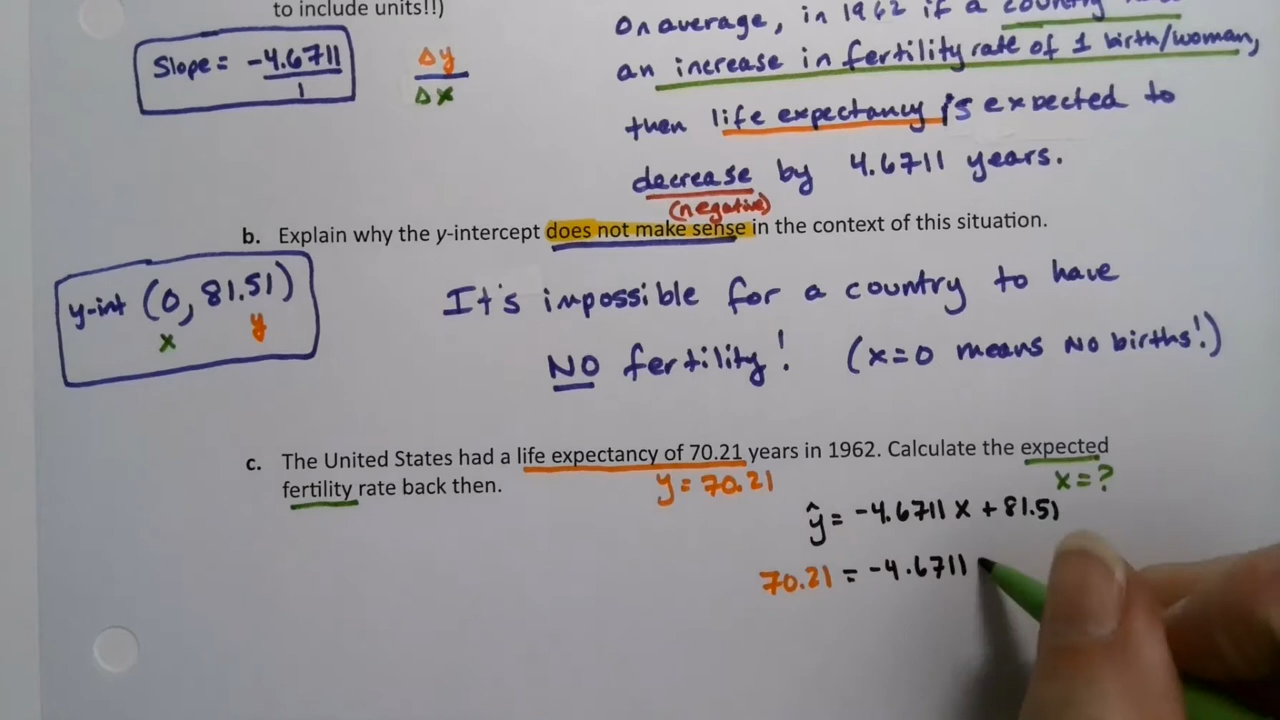 to include units!!)
On average, in 1962 if a country
Slope = -4.6711
1
Δy
Δx
an increase in fertility rate of 1 birth/woman,
then life expectancy is expected to
decrease by 4.6711 years.
(negative)
b. Explain why the y-intercept does not make sense in the context of this situation.
y-int (0, 81.51)
x y
It's impossible for a country to have
NO fertility! (x=0 means No births!)
c. The United States had a life expectancy of 70.21 years in 1962. Calculate the expected
fertility rate back then.
y = 70.21
x = ?
ŷ = -4.6711 x + 81.51
70.21 = -4.6711